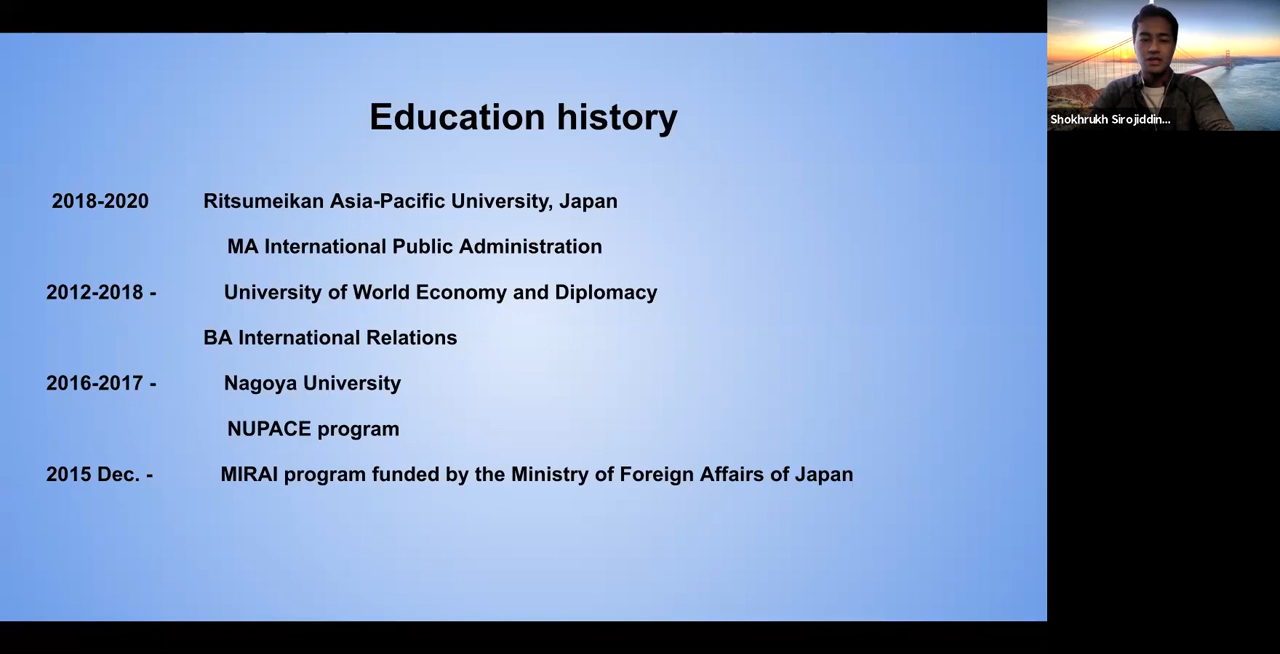 Education history
2018-2020 Ritsumeikan Asia-Pacific University, Japan
MA International Public Administration
2012-2018 - University of World Economy and Diplomacy
BA International Relations
2016-2017 - Nagoya University
NUPACE program
2015 Dec. - MIRAI program funded by the Ministry of Foreign Affairs of Japan
Shokhrukh Sirojiddin...